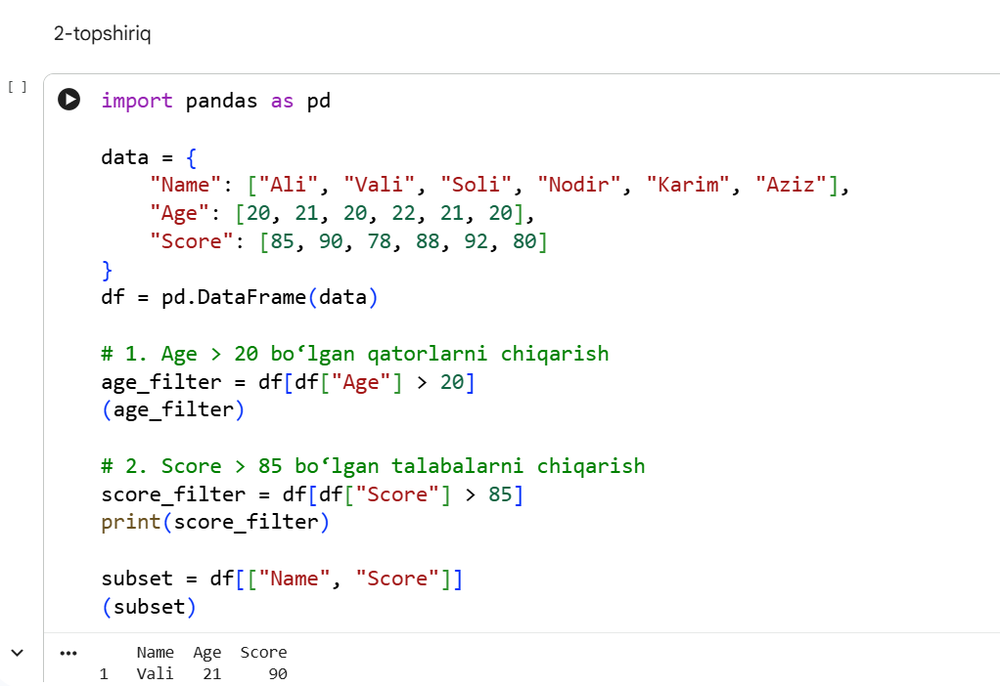 2-topshiriq
[ ]
import pandas as pd
data = {
    "Name": ["Ali", "Vali", "Soli", "Nodir", "Karim", "Aziz"],
    "Age": [20, 21, 20, 22, 21, 20],
    "Score": [85, 90, 78, 88, 92, 80]
}
df = pd.DataFrame(data)
# 1. Age > 20 bo‘lgan qatorlarni chiqarish
age_filter = df[df["Age"] > 20]
(age_filter)
# 2. Score > 85 bo‘lgan talabalarni chiqarish
score_filter = df[df["Score"] > 85]
print(score_filter)
subset = df[["Name", "Score"]]
(subset)
Name Age Score
1 Vali 21 90